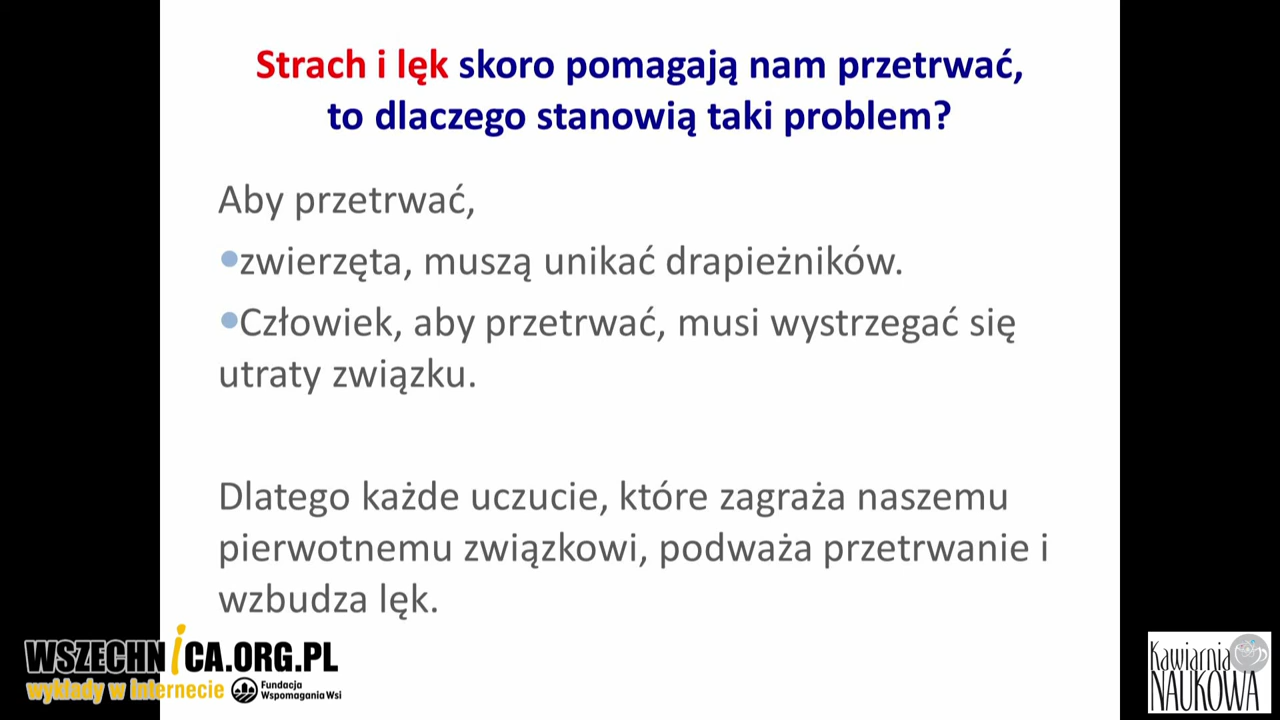 Strach i lęk skoro pomagają nam przetrwać,
to dlaczego stanowią taki problem?
Aby przetrwać,
•zwierzęta, muszą unikać drapieżników.
•Człowiek, aby przetrwać, musi wystrzegać się
utraty związku.
Dlatego każde uczucie, które zagraża naszemu
pierwotnemu związkowi, podważa przetrwanie i
wzbudza lęk.
WSZECHNiCA.ORG.PL
wykłady w internecie
Fundacja
Wspomagania Wsi
Kawiarnia
NAUKOWA